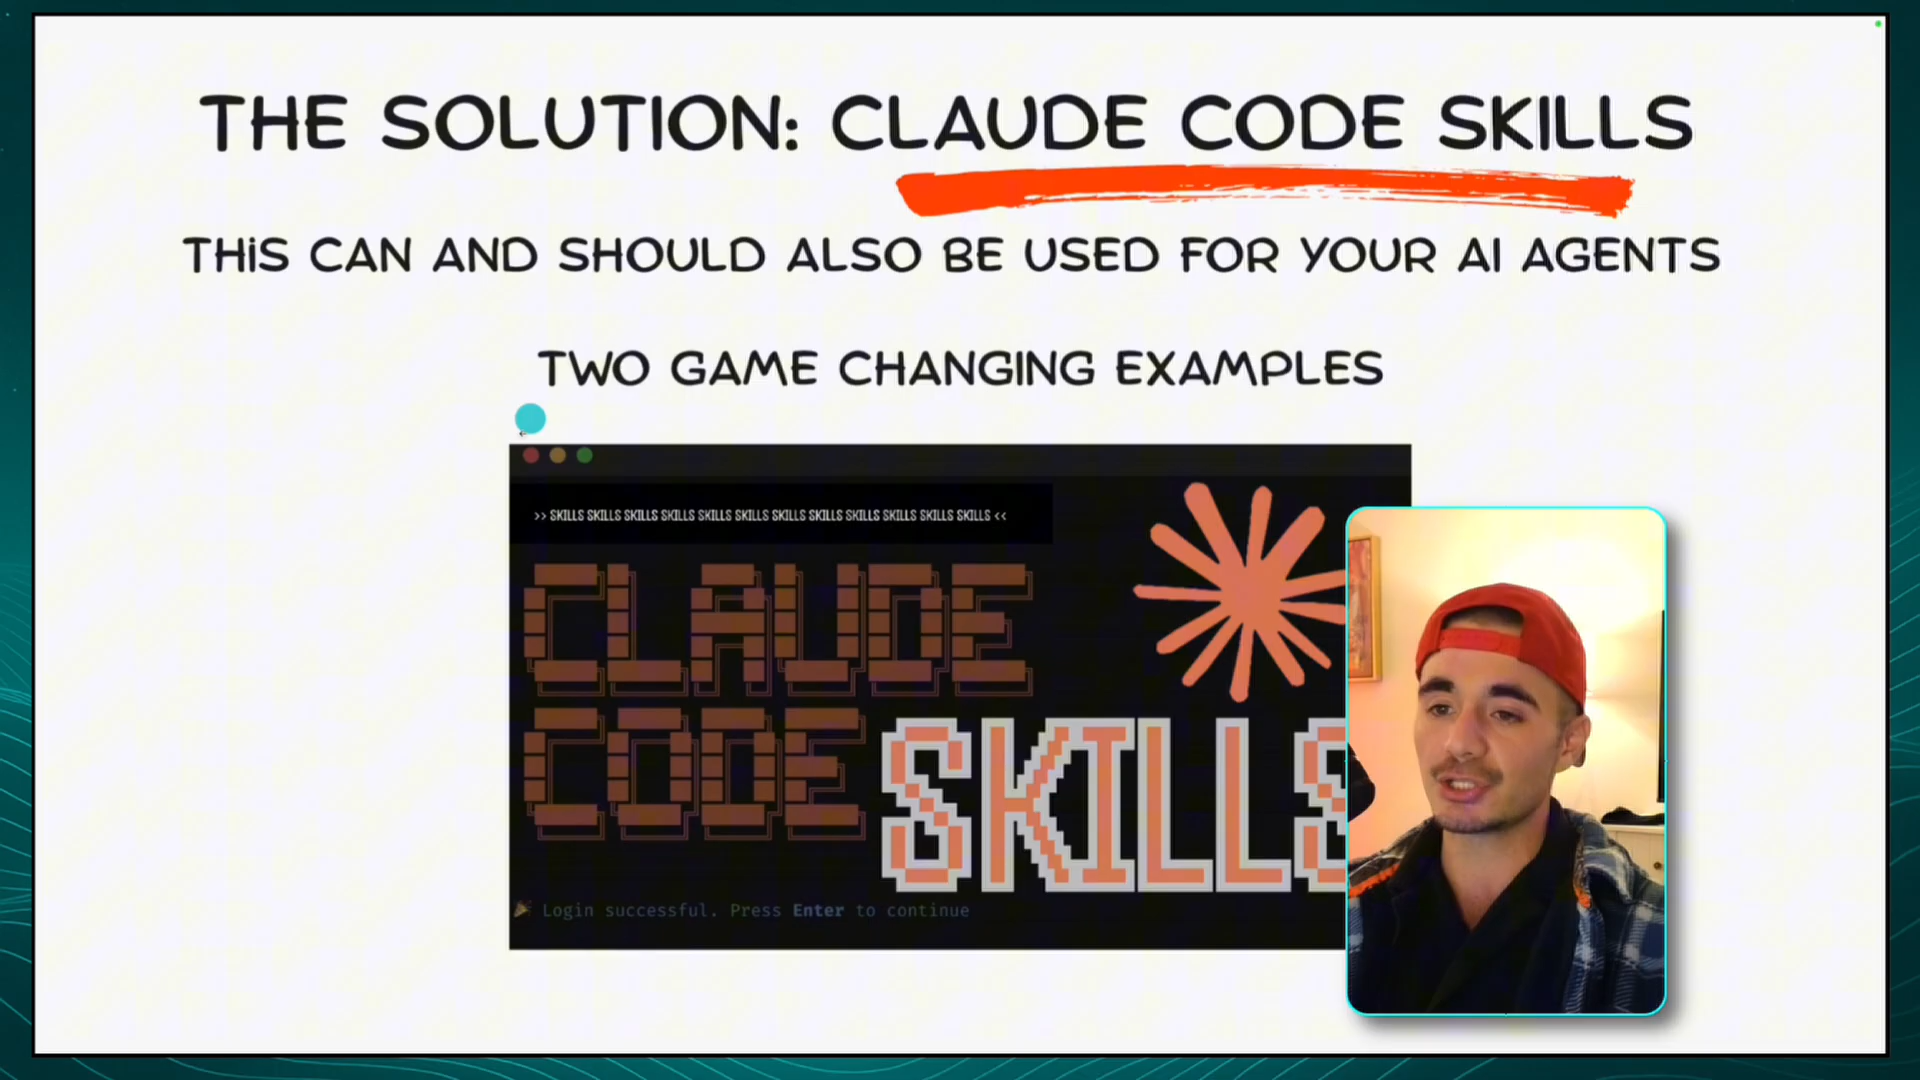 THE SOLUTION: CLAUDE CODE SKILLS
THIS CAN AND SHOULD ALSO BE USED FOR YOUR AI AGENTS
TWO GAME CHANGING EXAMPLES
>> SKILLS SKILLS SKILLS SKILLS SKILLS SKILLS SKILLS SKILLS SKILLS SKILLS SKILLS SKILLS <<
CLAUDE
CODE
SKILLS
Login successful. Press Enter to continue